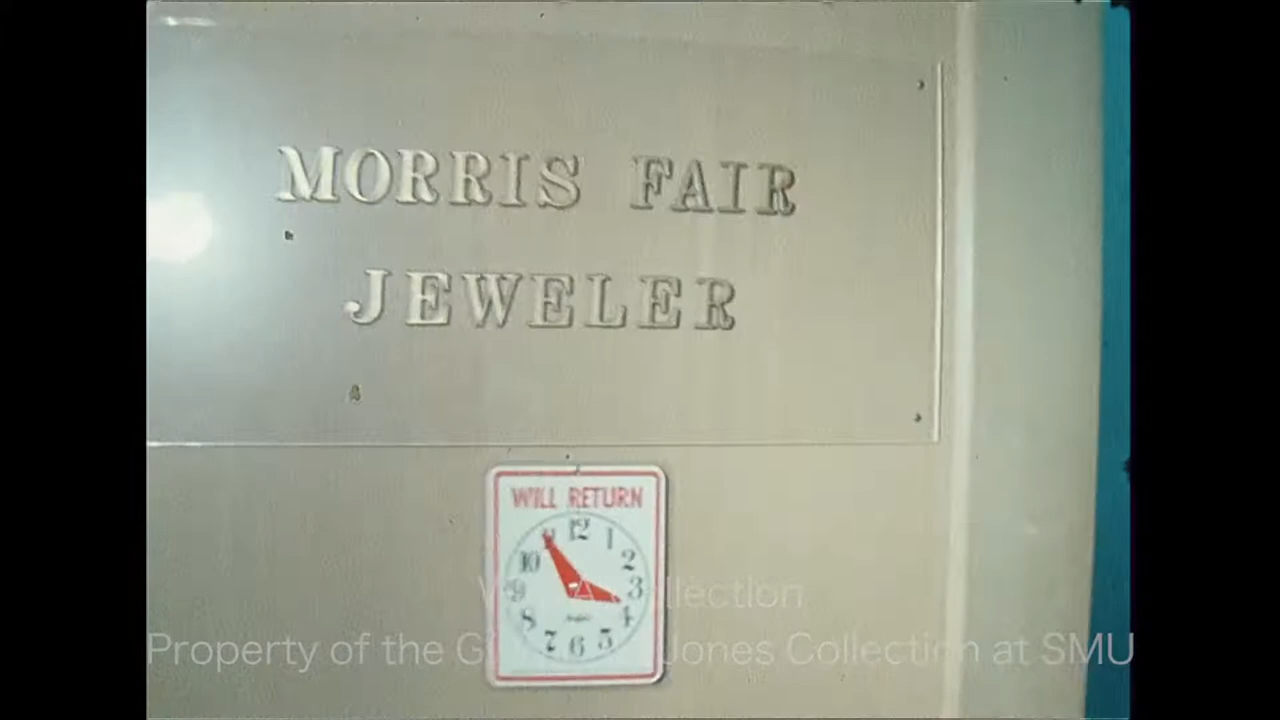 MORRIS FAIR
JEWELER
WILL RETURN
12
1
2
3
4
5
6
7
8
9
10
Property of the G Jones Collection at SMU